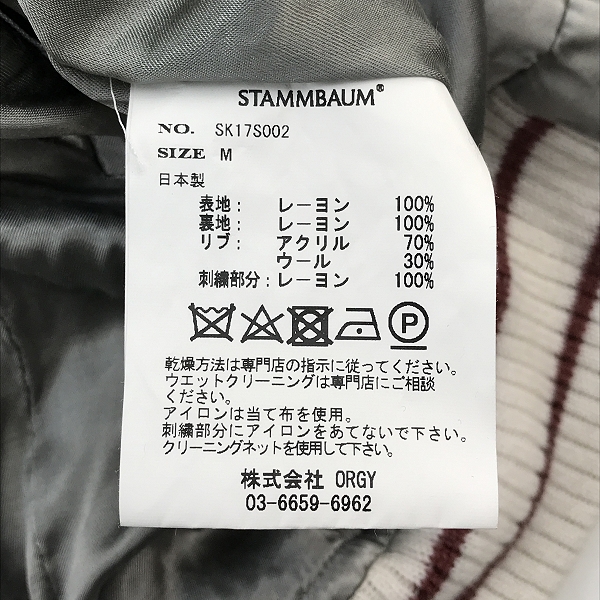 STAMMBAUM®
NO. SK17S002
SIZE M
日本製
表地: レーヨン 100%
裏地: レーヨン 100%
リブ: アクリル 70%
ウール 30%
刺繍部分: レーヨン 100%
P
乾燥方法は専門店の指示に従ってください。
ウエットクリーニングは専門店にご相談
ください。
アイロンは当て布を使用。
刺繍部分にアイロンをあてないで下さい。
クリーニングネットを使用して下さい。
株式会社 ORGY
03-6659-6962